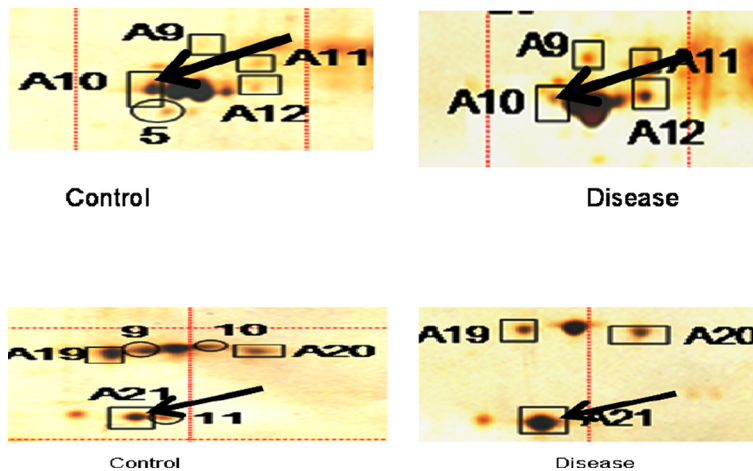 A9
A11
A10
A12
5
Control
A9
A11
A10
A12
Disease
9
10
A19
A20
A21
11
Control
A19
A20
A21
Disease